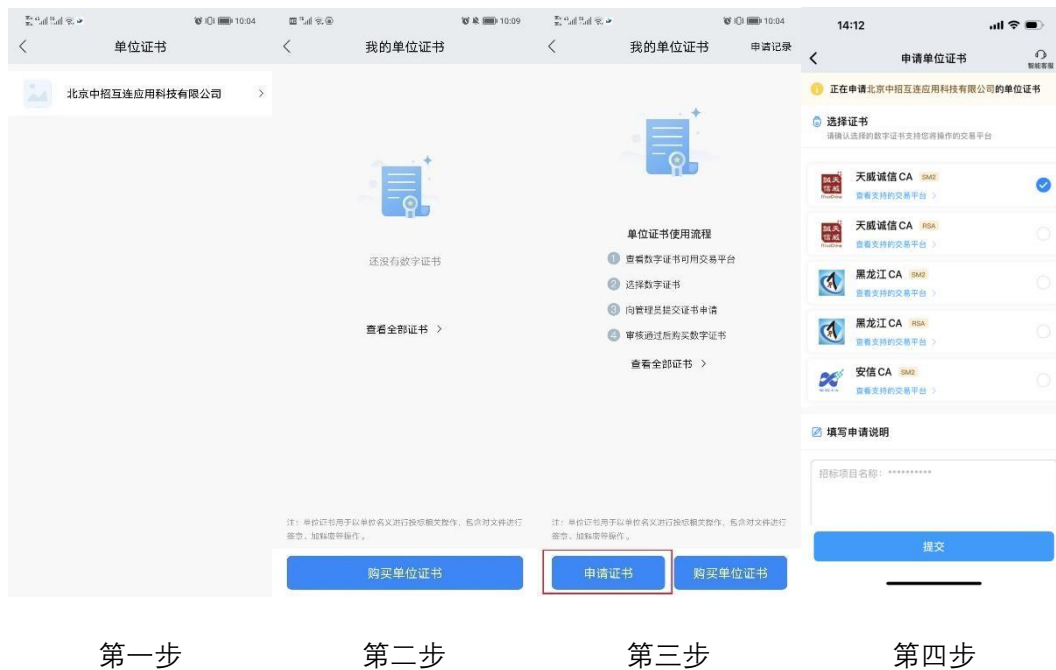 10:04
单位证书
北京中招互连应用科技有限公司
第一步
10:09
我的单位证书
还没有数字证书
查看全部证书
注：单位证书用于以单位名义进行投标相关操作，包含对文件进行
签章、加解密等操作。
购买单位证书
第二步
10:04
我的单位证书 申请记录
单位证书使用流程
1 查看数字证书可用交易平台
2 选择数字证书
3 向管理员提交证书申请
4 审核通过后购买数字证书
查看全部证书
注：单位证书用于以单位名义进行投标相关操作，包含对文件进行
签章、加解密等操作。
申请证书 购买单位证书
第三步
14:12
申请单位证书
智能客服
正在申请北京中招互连应用科技有限公司的单位证书
选择证书
请确认选择的数字证书支持您将操作的交易平台
天威诚信CA SM2
查看支持的交易平台
天威诚信CA RSA
查看支持的交易平台
黑龙江CA SM2
查看支持的交易平台
黑龙江CA RSA
查看支持的交易平台
安信CA SM2
查看支持的交易平台
填写申请说明
招标项目名称：**********
提交
第四步